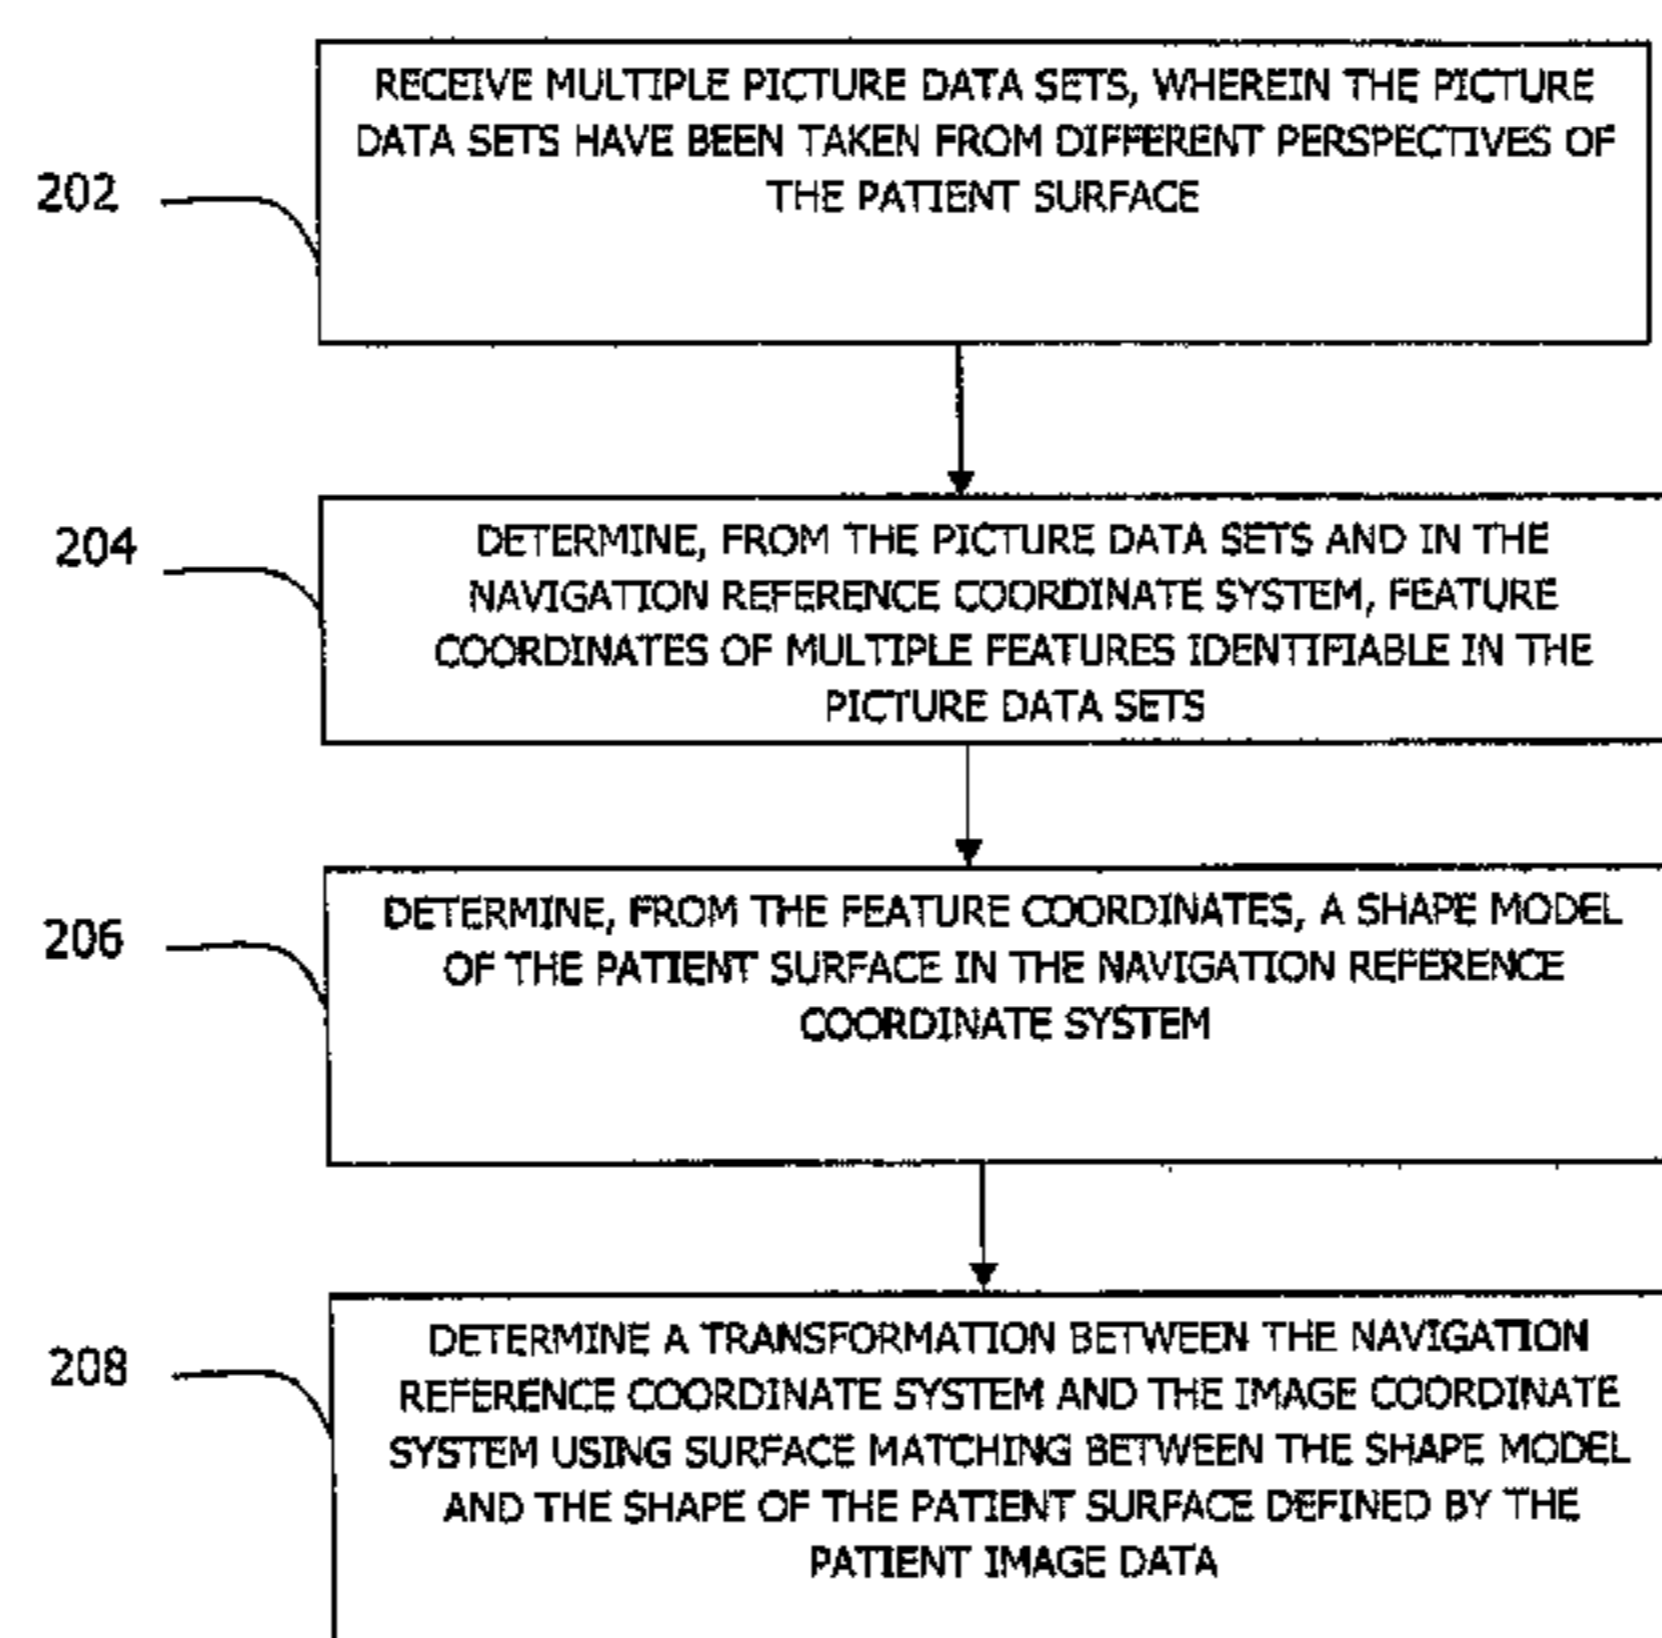 RECEIVE MULTIPLE PICTURE DATA SETS, WHEREIN THE PICTURE
DATA SETS HAVE BEEN TAKEN FROM DIFFERENT PERSPECTIVES OF
THE PATIENT SURFACE
202
204
DETERMINE, FROM THE PICTURE DATA SETS AND IN THE
NAVIGATION REFERENCE COORDINATE SYSTEM, FEATURE
COORDINATES OF MULTIPLE FEATURES IDENTIFIABLE IN THE
PICTURE DATA SETS
206
DETERMINE, FROM THE FEATURE COORDINATES, A SHAPE MODEL
OF THE PATIENT SURFACE IN THE NAVIGATION REFERENCE
COORDINATE SYSTEM
208
DETERMINE A TRANSFORMATION BETWEEN THE NAVIGATION
REFERENCE COORDINATE SYSTEM AND THE IMAGE COORDINATE
SYSTEM USING SURFACE MATCHING BETWEEN THE SHAPE MODEL
AND THE SHAPE OF THE PATIENT SURFACE DEFINED BY THE
PATIENT IMAGE DATA